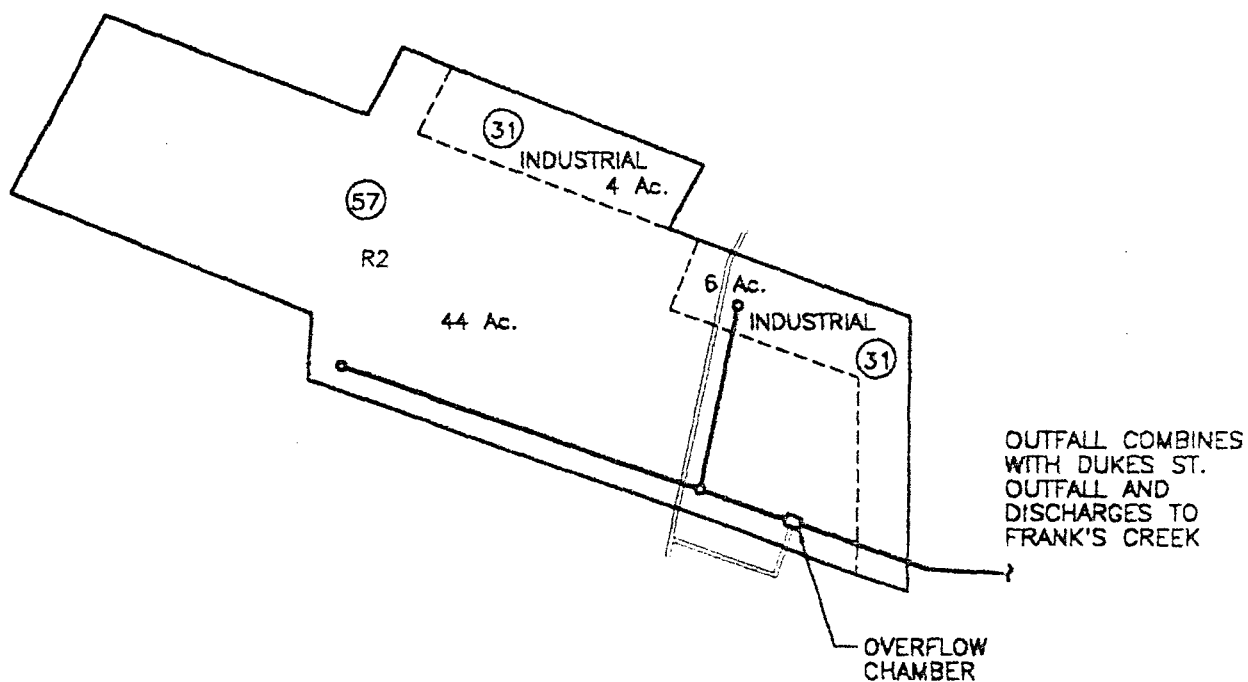 31
INDUSTRIAL
4 Ac.
57
R2
44 Ac.
6 Ac.
INDUSTRIAL
31
OUTFALL COMBINES
WITH DUKES ST.
OUTFALL AND
DISCHARGES TO
FRANK'S CREEK
OVERFLOW
CHAMBER